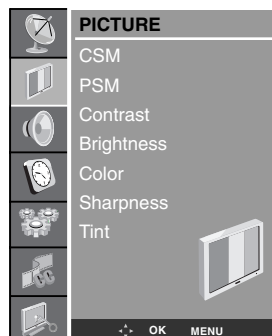 PICTURE
CSM
PSM
Contrast
Brightness
Color
Sharpness
Tint
OK MENU